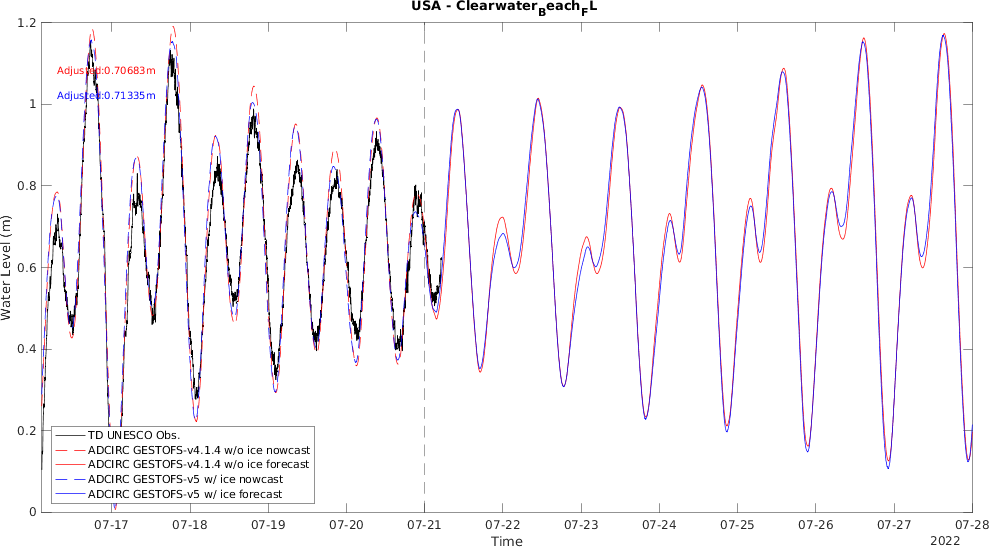 USA - Clearwater_Beach_FL
1.2
1
0.8
0.6
0.4
0.2
0
Water Level (m)
Adjusted:0.70683m
Adjusted:0.71335m
TD UNESCO Obs.
ADCIRC GESTOFS-v4.1.4 w/o ice nowcast
ADCIRC GESTOFS-v4.1.4 w/o ice forecast
ADCIRC GESTOFS-v5 w/ ice nowcast
ADCIRC GESTOFS-v5 w/ ice forecast
07-17 07-18 07-19 07-20 07-21 07-22 07-23 07-24 07-25 07-26 07-27 07-28
Time
2022